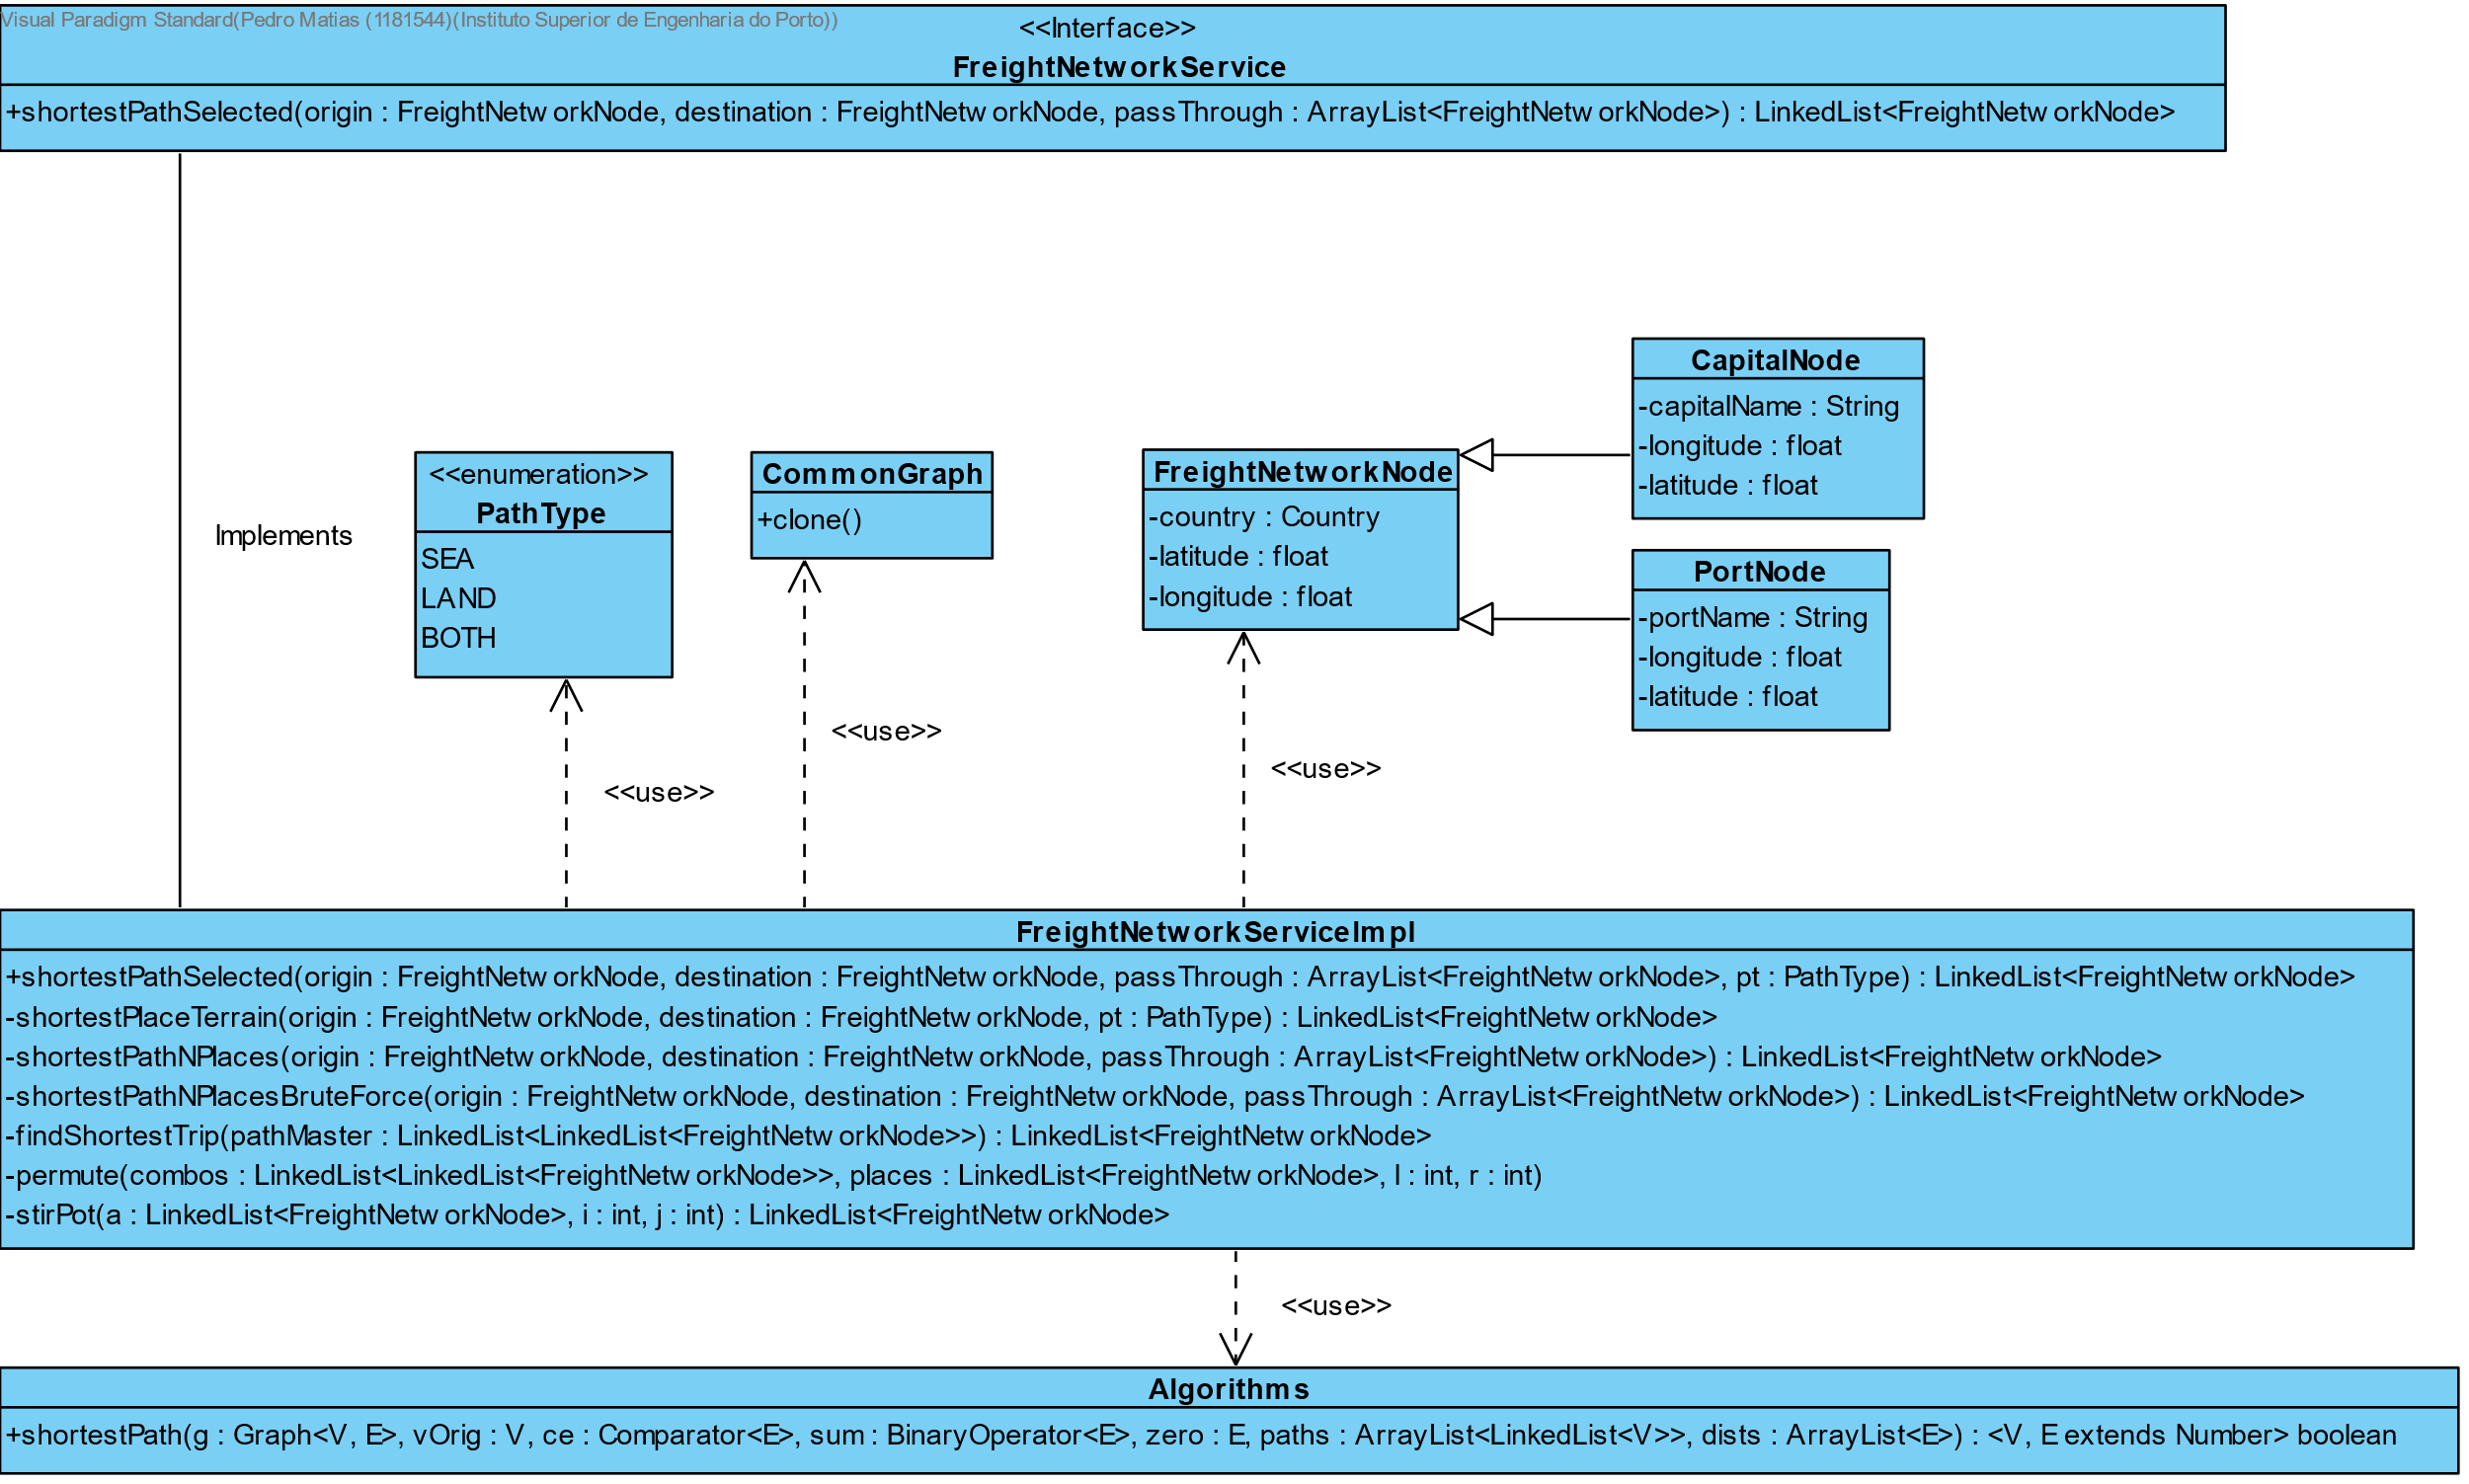 Visual Paradigm Standard(Pedro Matias (1181544)(Instituto Superior de Engenharia do Porto))
<<Interface>>
FreightNetworkService
+shortestPathSelected(origin : FreightNetworkNode, destination : FreightNetworkNode, passThrough : ArrayList<FreightNetworkNode>) : LinkedList<FreightNetworkNode>
CapitalNode
-capitalName : String
-longitude : float
-latitude : float
<<enumeration>>
PathType
SEA
LAND
BOTH
CommonGraph
+clone()
FreightNetworkNode
-country : Country
-latitude : float
-longitude : float
Implements
PortNode
-portName : String
-longitude : float
-latitude : float
<<use>>
<<use>>
<<use>>
FreightNetworkServiceImpl
+shortestPathSelected(origin : FreightNetworkNode, destination : FreightNetworkNode, passThrough : ArrayList<FreightNetworkNode>, pt : PathType) : LinkedList<FreightNetworkNode>
-shortestPlaceTerrain(origin : FreightNetworkNode, destination : FreightNetworkNode, pt : PathType) : LinkedList<FreightNetworkNode>
-shortestPathNPlaces(origin : FreightNetworkNode, destination : FreightNetworkNode, passThrough : ArrayList<FreightNetworkNode>) : LinkedList<FreightNetworkNode>
-shortestPathNPlacesBruteForce(origin : FreightNetworkNode, destination : FreightNetworkNode, passThrough : ArrayList<FreightNetworkNode>) : LinkedList<FreightNetworkNode>
-findShortestTrip(pathMaster : LinkedList<LinkedList<FreightNetworkNode>>) : LinkedList<FreightNetworkNode>
-permute(combos : LinkedList<LinkedList<FreightNetworkNode>>, places : LinkedList<FreightNetworkNode>, l : int, r : int)
-stirPot(a : LinkedList<FreightNetworkNode>, i : int, j : int) : LinkedList<FreightNetworkNode>
<<use>>
Algorithms
+shortestPath(g : Graph<V, E>, vOrig : V, ce : Comparator<E>, sum : BinaryOperator<E>, zero : E, paths : ArrayList<LinkedList<V>>, dists : ArrayList<E>) : <V, E extends Number> boolean